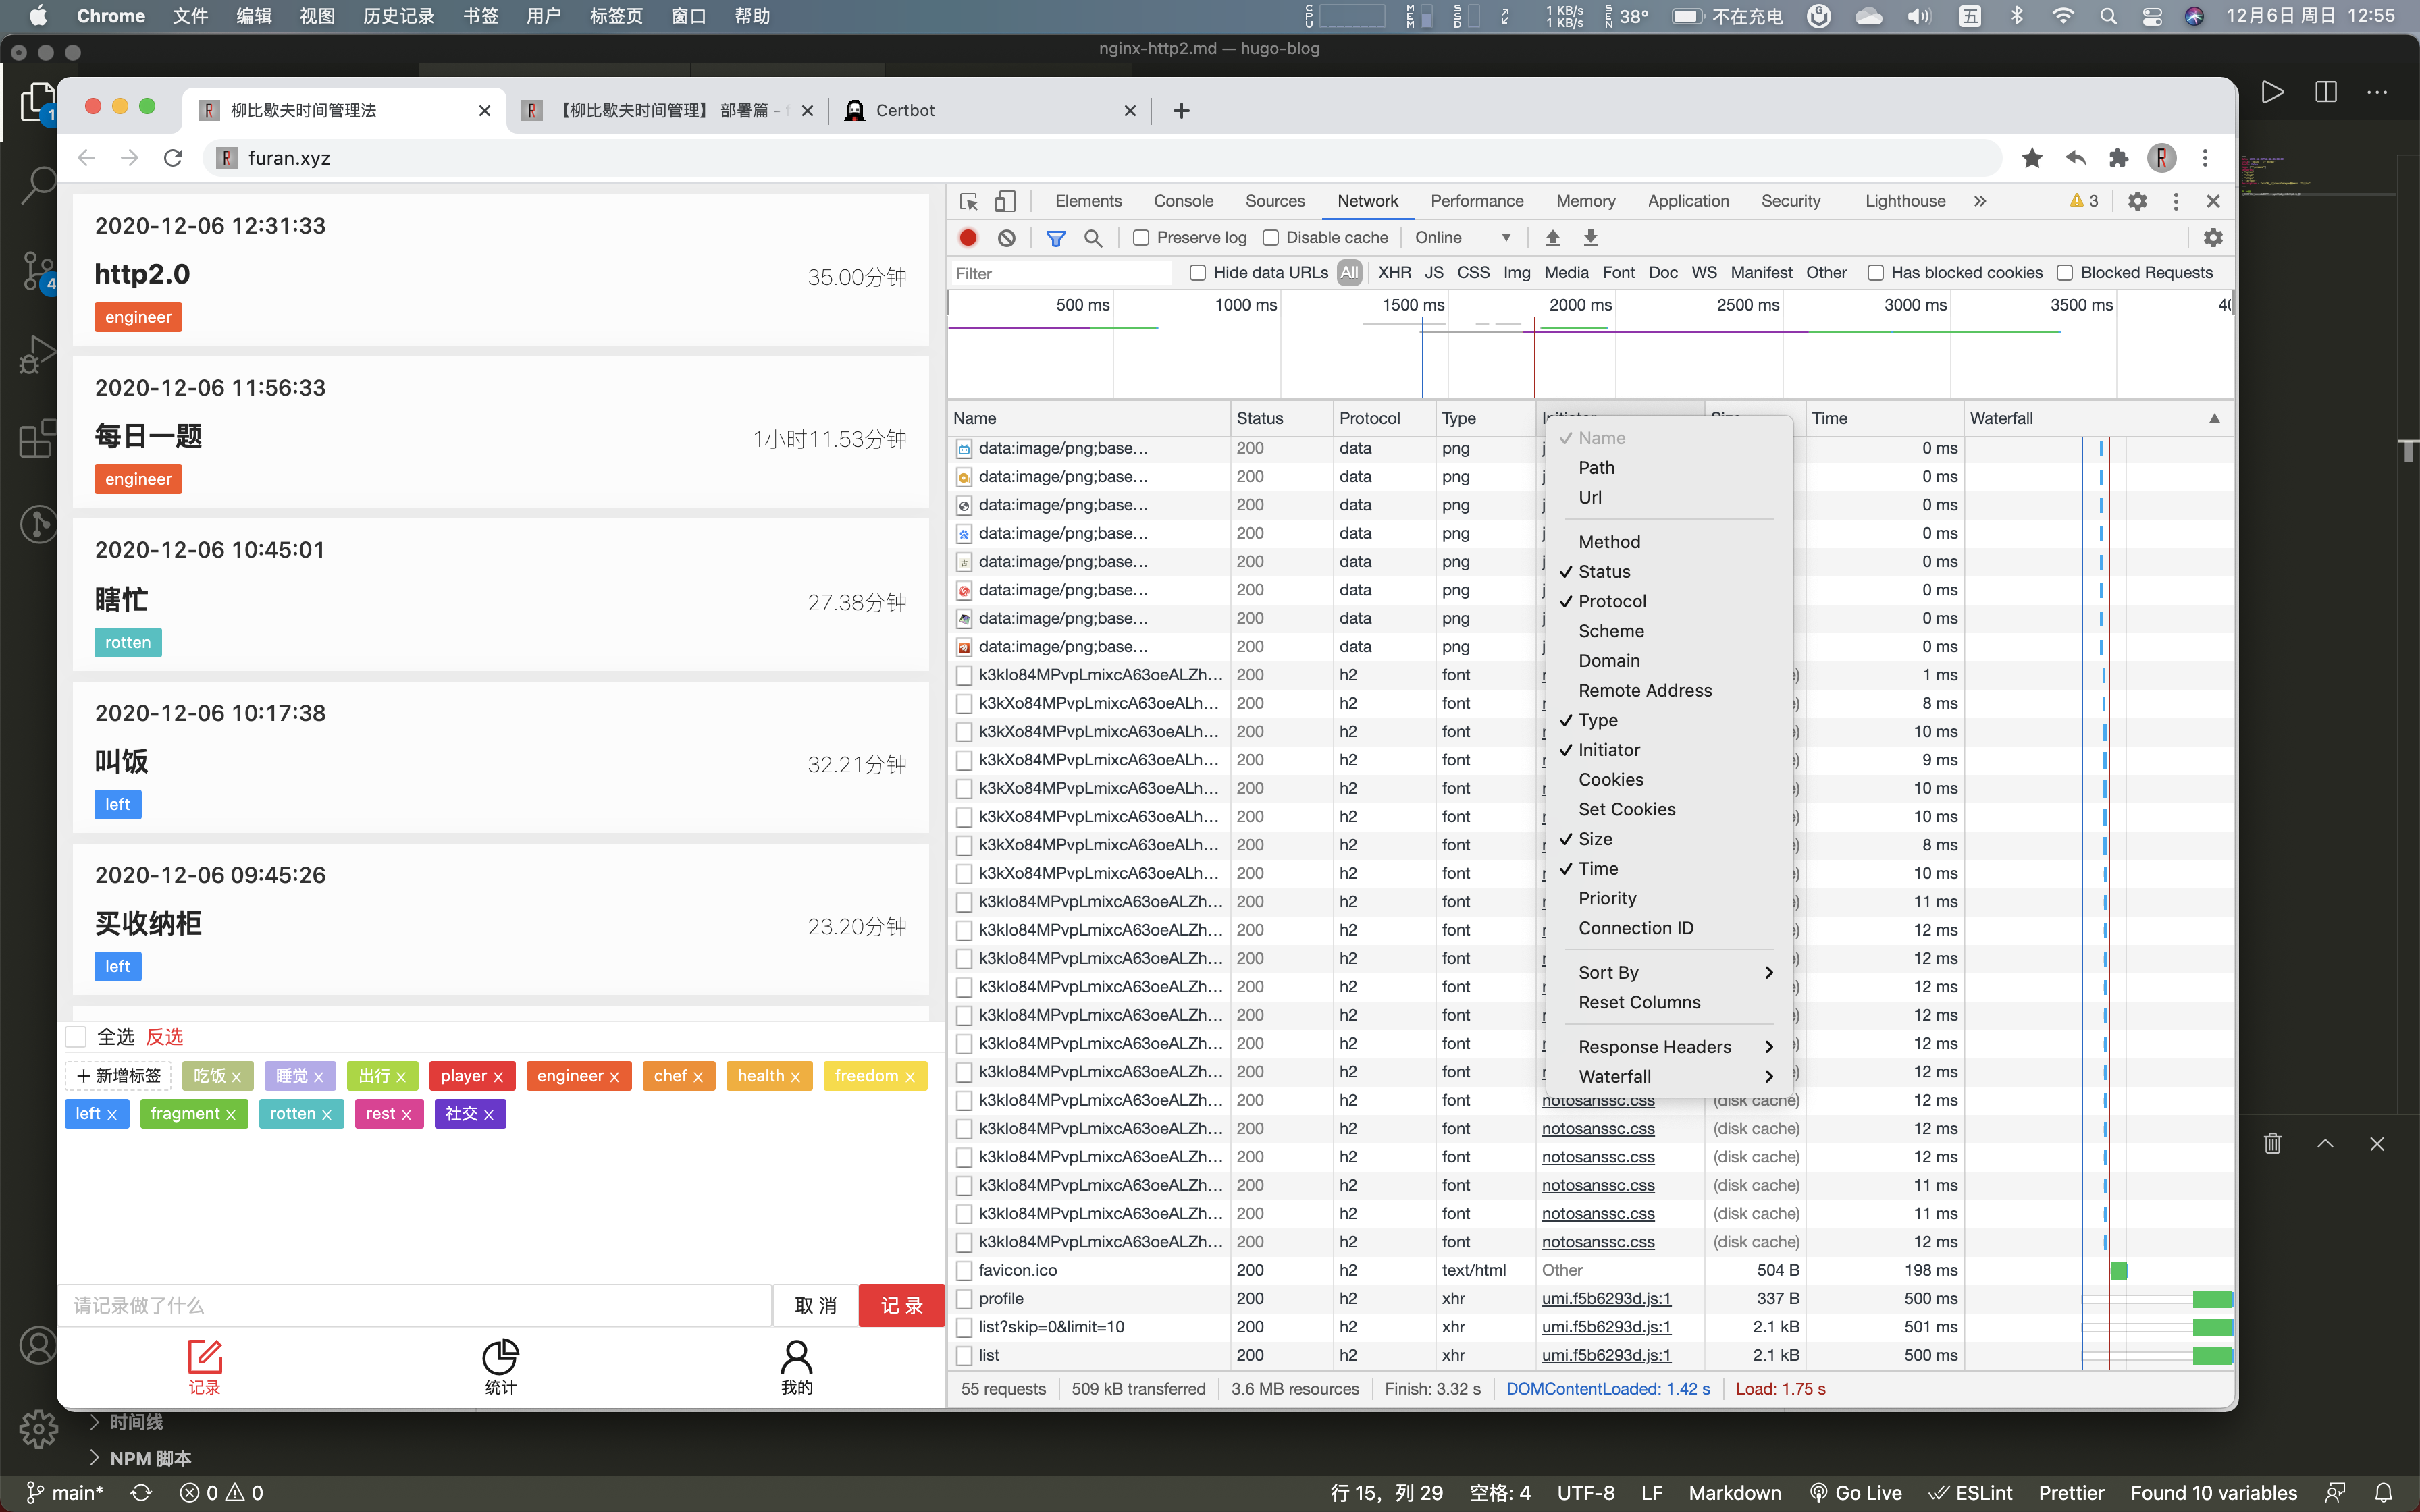 Chrome 文件 编辑 视图 历史记录 书签 用户 标签页 窗口 帮助
CPU MEM SSD 1 KB/s 1 KB/s SEN 38° 不在充电 五 12月6日 周日 12:55
nginx-http2.md — hugo-blog
柳比歇夫时间管理法
【柳比歇夫时间管理】 部署篇 -
Certbot
furan.xyz
Elements Console Sources Network Performance Memory Application Security Lighthouse 3
Preserve log Disable cache Online
Filter Hide data URLs All XHR JS CSS Img Media Font Doc WS Manifest Other Has blocked cookies Blocked Requests
500 ms 1000 ms 1500 ms 2000 ms 2500 ms 3000 ms 3500 ms
Name Status Protocol Type Time Waterfall
data:image/png;base… 200 data png 0 ms
data:image/png;base… 200 data png 0 ms
data:image/png;base… 200 data png 0 ms
data:image/png;base… 200 data png 0 ms
data:image/png;base… 200 data png 0 ms
data:image/png;base… 200 data png 0 ms
data:image/png;base… 200 data png 0 ms
data:image/png;base… 200 data png 0 ms
k3kIo84MPvpLmixcA63oeALZh… 200 h2 font 1 ms
k3kXo84MPvpLmixcA63oeALh… 200 h2 font 8 ms
k3kXo84MPvpLmixcA63oeALh… 200 h2 font 10 ms
k3kXo84MPvpLmixcA63oeALh… 200 h2 font 9 ms
k3kXo84MPvpLmixcA63oeALh… 200 h2 font 10 ms
k3kXo84MPvpLmixcA63oeALh… 200 h2 font 10 ms
k3kXo84MPvpLmixcA63oeALh… 200 h2 font 8 ms
k3kXo84MPvpLmixcA63oeALh… 200 h2 font 10 ms
k3kIo84MPvpLmixcA63oeALZh… 200 h2 font 11 ms
k3kIo84MPvpLmixcA63oeALZh… 200 h2 font 12 ms
k3kIo84MPvpLmixcA63oeALZh… 200 h2 font 12 ms
k3kIo84MPvpLmixcA63oeALZh… 200 h2 font 12 ms
k3kIo84MPvpLmixcA63oeALZh… 200 h2 font 12 ms
k3kIo84MPvpLmixcA63oeALZh… 200 h2 font 12 ms
k3kIo84MPvpLmixcA63oeALZh… 200 h2 font 12 ms
k3kIo84MPvpLmixcA63oeALZh… 200 h2 font notosanssc.css (disk cache) 12 ms
k3kIo84MPvpLmixcA63oeALZh… 200 h2 font notosanssc.css (disk cache) 12 ms
k3kIo84MPvpLmixcA63oeALZh… 200 h2 font notosanssc.css (disk cache) 12 ms
k3kIo84MPvpLmixcA63oeALZh… 200 h2 font notosanssc.css (disk cache) 11 ms
k3kIo84MPvpLmixcA63oeALZh… 200 h2 font notosanssc.css (disk cache) 11 ms
k3kIo84MPvpLmixcA63oeALZh… 200 h2 font notosanssc.css (disk cache) 12 ms
favicon.ico 200 h2 text/html Other 504 B 198 ms
profile 200 h2 xhr umi.f5b6293d.js:1 337 B 500 ms
list?skip=0&limit=10 200 h2 xhr umi.f5b6293d.js:1 2.1 kB 501 ms
list 200 h2 xhr umi.f5b6293d.js:1 2.1 kB 500 ms
55 requests 509 kB transferred 3.6 MB resources Finish: 3.32 s DOMContentLoaded: 1.42 s Load: 1.75 s
Name
Path
Url
Method
Status
Protocol
Scheme
Domain
Remote Address
Type
Initiator
Cookies
Set Cookies
Size
Time
Priority
Connection ID
Sort By
Reset Columns
Response Headers
Waterfall
2020-12-06 12:31:33
http2.0 35.00分钟
engineer
2020-12-06 11:56:33
每日一题 1小时11.53分钟
engineer
2020-12-06 10:45:01
瞎忙 27.38分钟
rotten
2020-12-06 10:17:38
叫饭 32.21分钟
left
2020-12-06 09:45:26
买收纳柜 23.20分钟
left
全选 反选
新增标签 吃饭 睡觉 出行 player engineer chef health freedom
left fragment rotten rest 社交
请记录做了什么 取 消 记 录
记录 统计 我的
时间线
NPM 脚本
main* 0 0 行 15，列 29 空格: 4 UTF-8 LF Markdown Go Live ESLint Prettier Found 10 variables